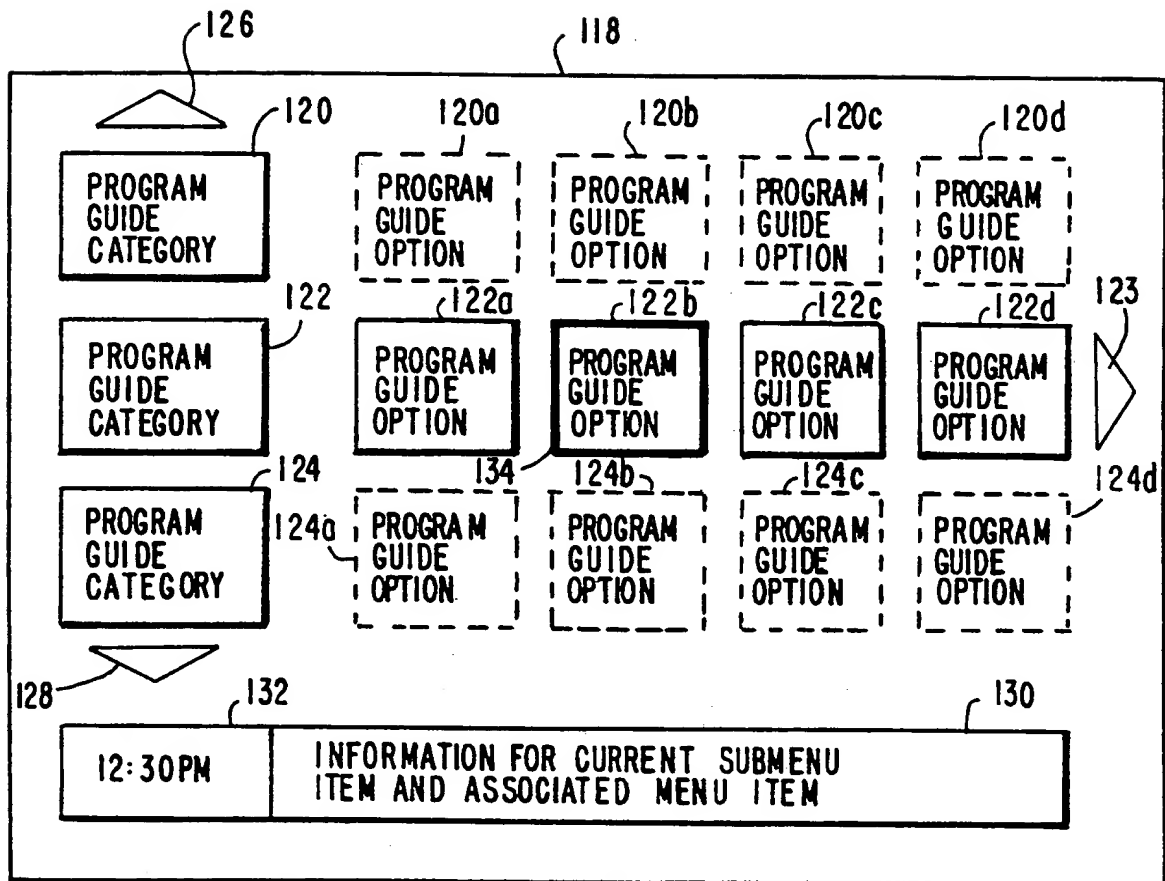 126
118
120
120a
120b
120c
120d
PROGRAM
GUIDE
CATEGORY
PROGRAM
GUIDE
OPTION
PROGRAM
GUIDE
OPTION
PROGRAM
GUIDE
OPTION
PROGRAM
GUIDE
OPTION
122
122a
122b
122c
122d
123
PROGRAM
GUIDE
CATEGORY
PROGRAM
GUIDE
OPTION
PROGRAM
GUIDE
OPTION
PROGRAM
GUIDE
OPTION
PROGRAM
GUIDE
OPTION
124
124a
134
124b
124c
124d
PROGRAM
GUIDE
CATEGORY
PROGRAM
GUIDE
OPTION
PROGRAM
GUIDE
OPTION
PROGRAM
GUIDE
OPTION
PROGRAM
GUIDE
OPTION
128
132
130
12:30PM
INFORMATION FOR CURRENT SUBMENU
ITEM AND ASSOCIATED MENU ITEM